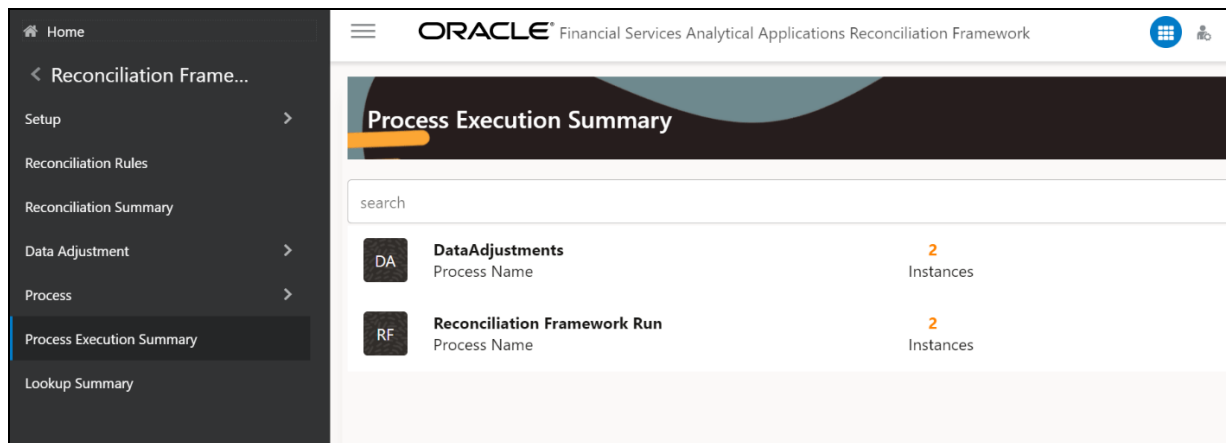 Home
Reconciliation Frame...
Setup
Reconciliation Rules
Reconciliation Summary
Data Adjustment
Process
Process Execution Summary
Lookup Summary
ORACLE® Financial Services Analytical Applications Reconciliation Framework
Process Execution Summary
search
DA
DataAdjustments
Process Name
2
Instances
RF
Reconciliation Framework Run
Process Name
2
Instances